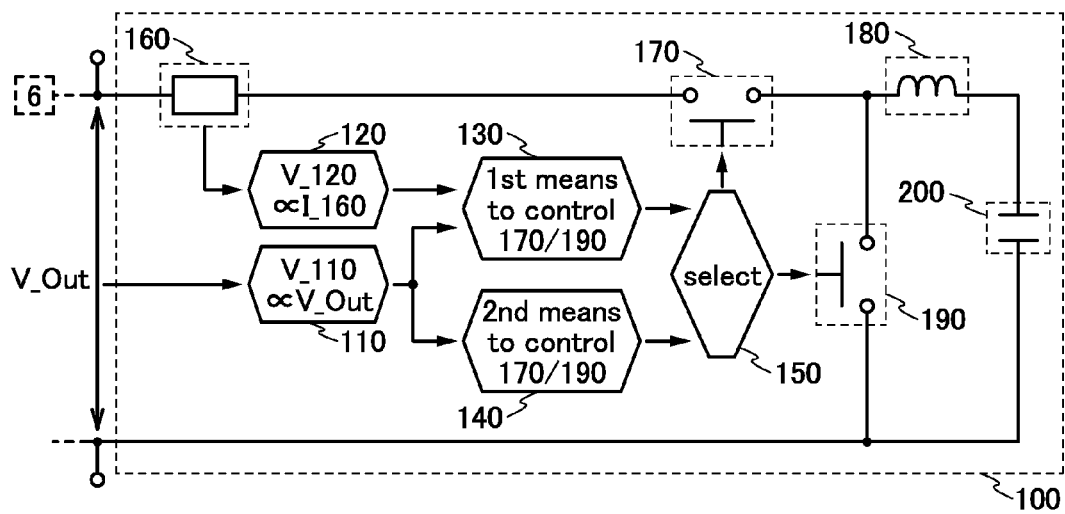 160
170
180
6
120
V_120
∝I_160
130
1st means
to control
170/190
200
V_Out
V_110
∝V_Out
110
select
2nd means
to control
170/190
140
150
190
100